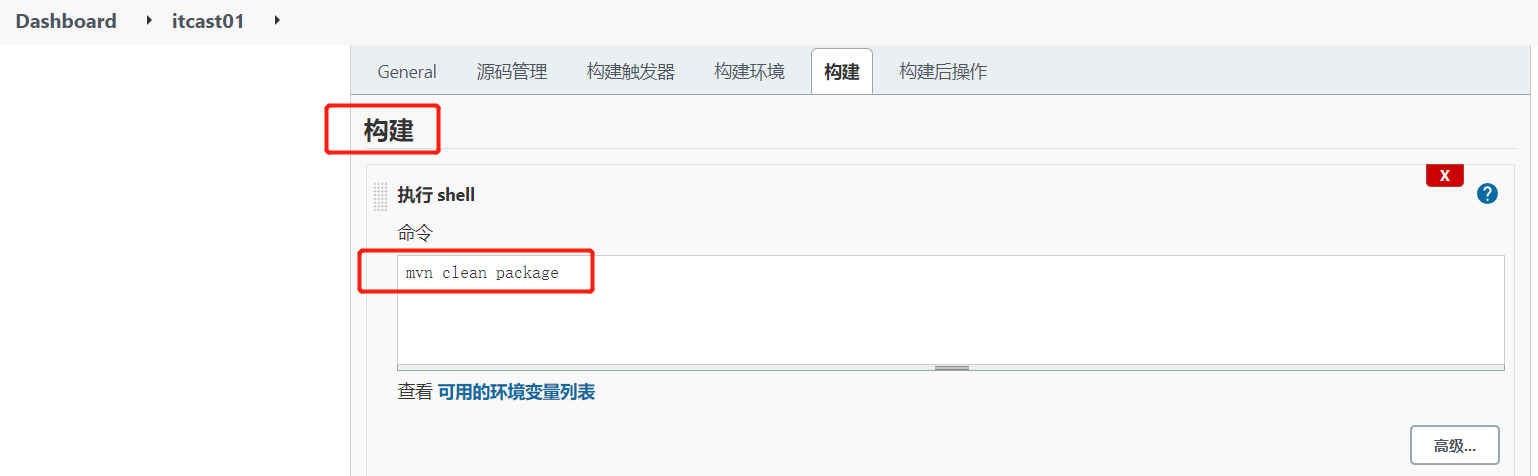 Dashboard itcast01
General 源码管理 构建触发器 构建环境 构建 构建后操作
构建
X
执行 shell
?
命令
mvn clean package
查看 可用的环境变量列表
高级...